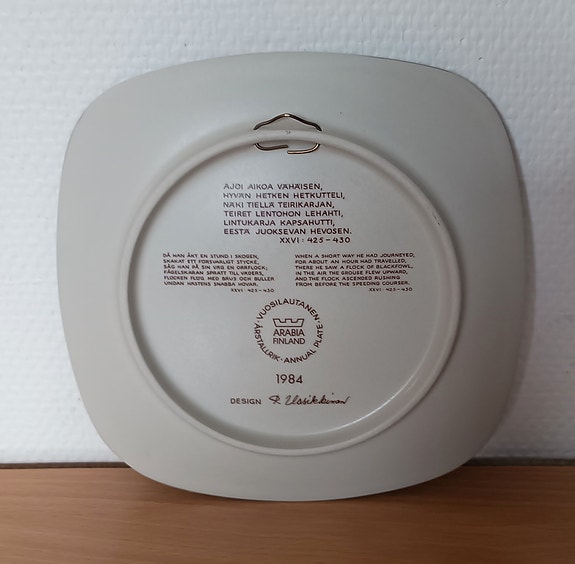 AJOI AIKOA VÄHÄISEN,
HYVÄN HETKEN HETKUTTELI,
NÄKI TIELLÄ TEIRIKARJAN,
TEIRET LENTOHON LEHAHTI,
LINTUKARJA KAPSAHUTTI,
EESTÄ JUOKSEVAN HEVOSEN.
XXVI: 425-430
DÅ HAN ÅKT EN STUND I SKOGEN,
SKAKAT ETT FÖRSVARLIGT STYCKE,
SÅG HAN PÅ SIN VÄG EN ORRFLOCK;
FÅGELSKARAN SPRATT TILL VÄDERS,
FLOCKEN FLÖG MED BRUS OCH BULLER
UNDAN HÄSTENS SNABBA HOVAR.
XXVI: 425-430
WHEN A SHORT WAY HE HAD JOURNEYED,
FOR ABOUT AN HOUR HAD TRAVELLED,
THERE HE SAW A FLOCK OF BLACKFOWL,
IN THE AIR THE GROUSE FLEW UPWARD,
AND THE FLOCK ASCENDED RUSHING
FROM BEFORE THE SPEEDING COURSER.
XXVI: 425-430
VUOSILAUTANEN·
ARABIA
FINLAND
ÅRSTALLRIK·ANNUAL PLATE·
1984
DESIGN R. Uosikkinen